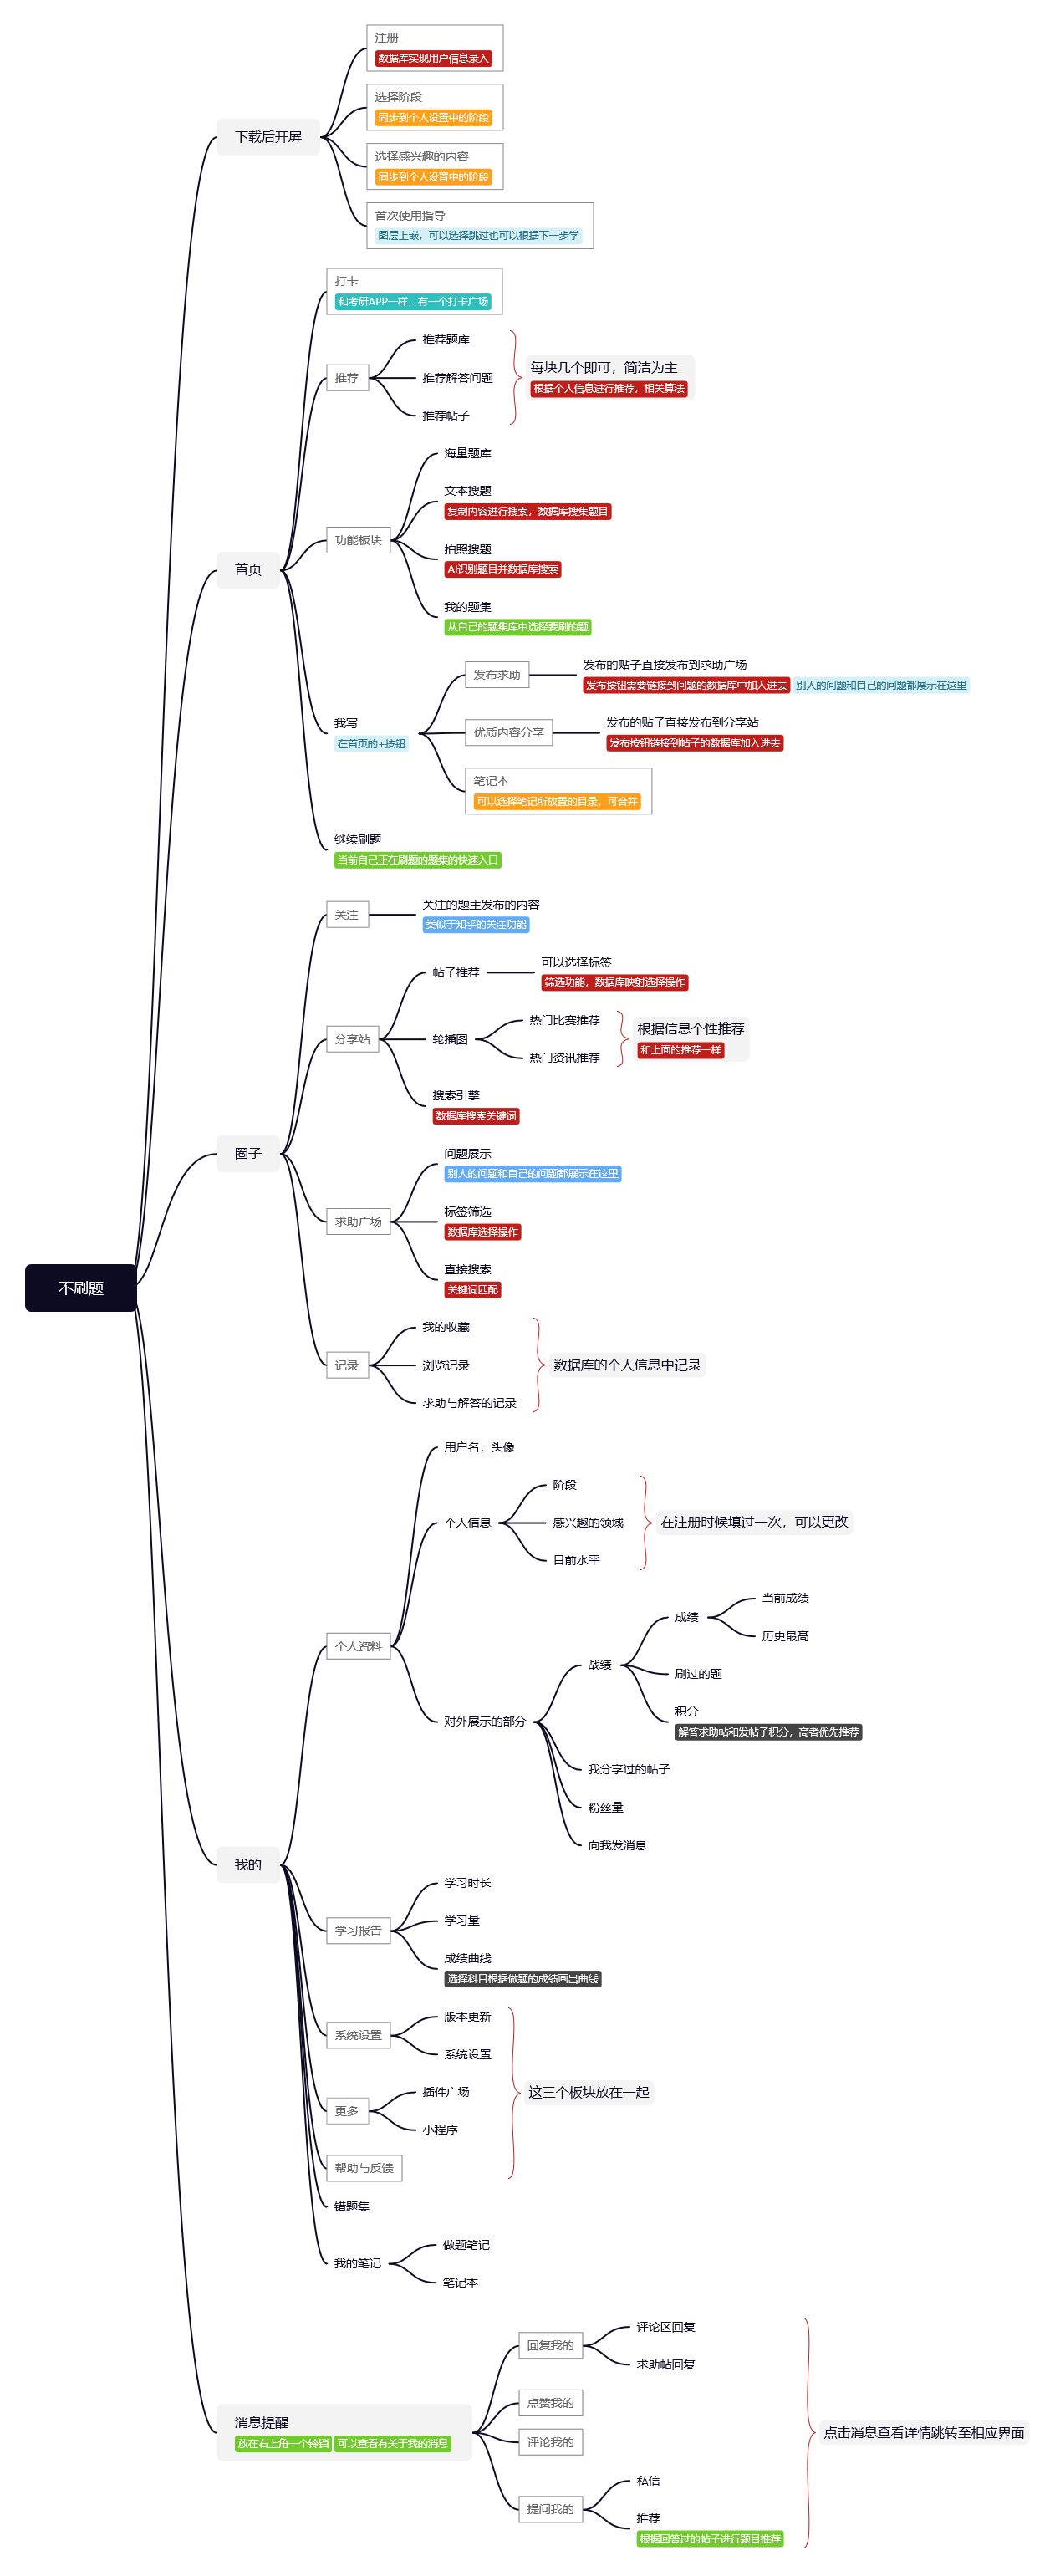 不刷题
下载后开屏
注册
数据库实现用户信息录入
选择阶段
同步到个人设置中的阶段
选择感兴趣的内容
同步到个人设置中的阶段
首次使用指导
图层上嵌，可以选择跳过也可以根据下一步学
首页
打卡
和考研APP一样，有一个打卡广场
推荐
推荐题库
推荐解答问题
推荐帖子
每块几个即可，简洁为主
根据个人信息进行推荐，相关算法
功能板块
海量题库
文本搜题
复制内容进行搜索，数据库搜集题目
拍照搜题
AI识别题目并数据库搜索
我的题集
从自己的题集库中选择要刷的题
我写
在首页的+按钮
发布求助
发布的贴子直接发布到求助广场
发布按钮需要链接到问题的数据库中加入进去 别人的问题和自己的问题都展示在这里
优质内容分享
发布的贴子直接发布到分享站
发布按钮链接到帖子的数据库加入进去
笔记本
可以选择笔记所放置的目录，可合并
继续刷题
当前自己正在刷题的题集的快速入口
圈子
关注
关注的题主发布的内容
类似于知乎的关注功能
分享站
帖子推荐
可以选择标签
筛选功能，数据库映射选择操作
轮播图
热门比赛推荐
热门资讯推荐
根据信息个性推荐
和上面的推荐一样
搜索引擎
数据库搜索关键词
求助广场
问题展示
别人的问题和自己的问题都展示在这里
标签筛选
数据库选择操作
直接搜索
关键词匹配
记录
我的收藏
浏览记录
求助与解答的记录
数据库的个人信息中记录
我的
个人资料
用户名，头像
个人信息
阶段
感兴趣的领域
目前水平
在注册时候填过一次，可以更改
对外展示的部分
战绩
成绩
当前成绩
历史最高
刷过的题
积分
解答求助帖和发帖子积分，高者优先推荐
我分享过的帖子
粉丝量
向我发消息
学习报告
学习时长
学习量
成绩曲线
选择科目根据做题的成绩画出曲线
系统设置
版本更新
系统设置
更多
插件广场
小程序
帮助与反馈
这三个板块放在一起
错题集
我的笔记
做题笔记
笔记本
消息提醒
放在右上角一个铃铛 可以查看有关于我的消息
回复我的
评论区回复
求助帖回复
点赞我的
评论我的
提问我的
私信
推荐
根据回答过的帖子进行题目推荐
点击消息查看详情跳转至相应界面